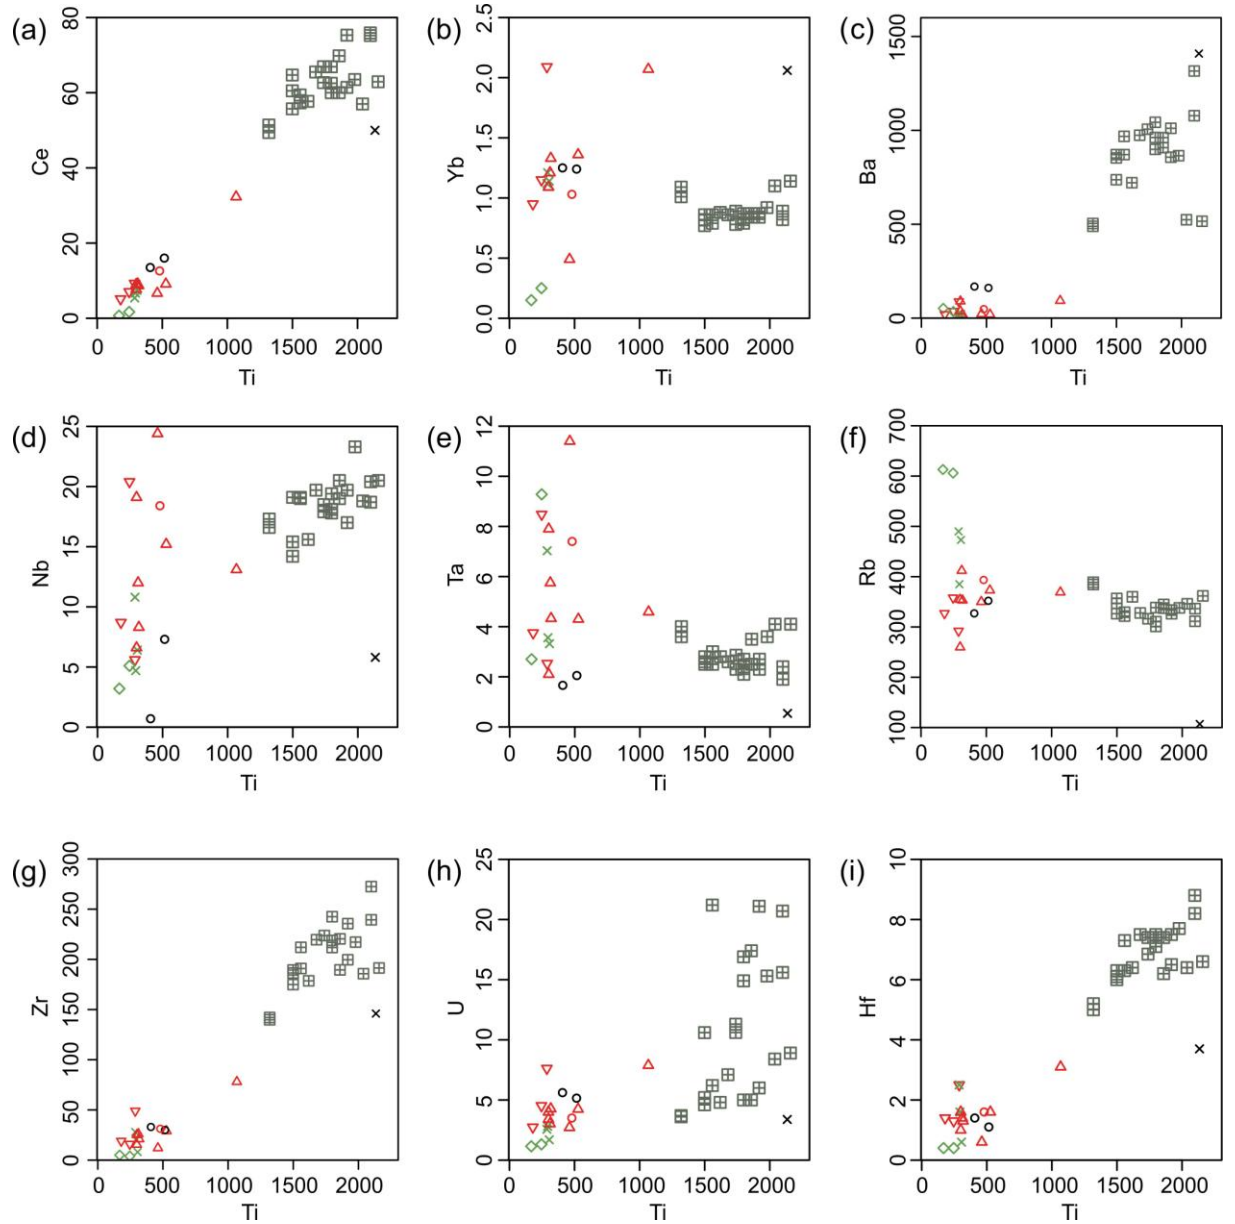 (a)
Ce
80
60
40
20
0
0 500 1000 1500 2000
Ti
(b)
Yb
2.5
2.0
1.5
1.0
0.5
0.0
0 500 1000 1500 2000
Ti
(c)
Ba
1500
1000
500
0
0 500 1000 1500 2000
Ti
(d)
Nb
25
20
15
10
5
0
0 500 1000 1500 2000
Ti
(e)
Ta
12
10
8
6
4
2
0
0 500 1000 1500 2000
Ti
(f)
Rb
700
600
500
400
300
200
100
0 500 1000 1500 2000
Ti
(g)
Zr
300
250
200
150
100
50
0
0 500 1000 1500 2000
Ti
(h)
U
25
20
15
10
5
0
0 500 1000 1500 2000
Ti
(i)
Hf
10
8
6
4
2
0
0 500 1000 1500 2000
Ti